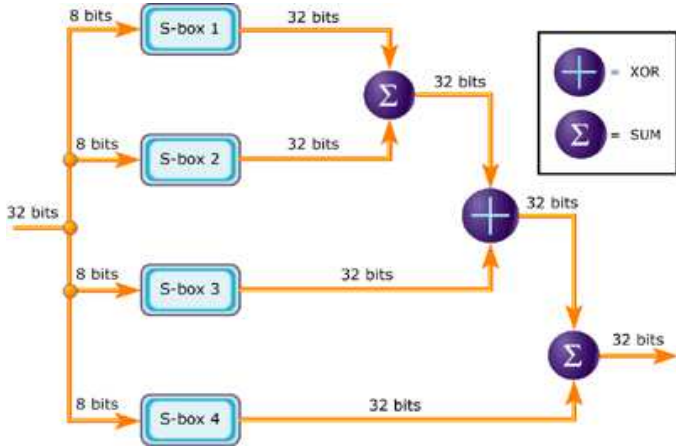 8 bits
S-box 1
32 bits
Σ
32 bits
= XOR
= SUM
Σ
8 bits
S-box 2
32 bits
32 bits
32 bits
8 bits
S-box 3
32 bits
Σ
32 bits
8 bits
S-box 4
32 bits